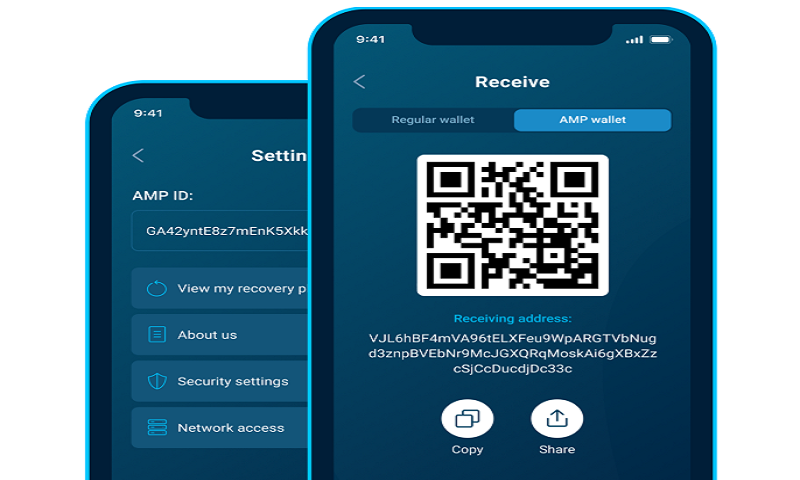 9:41
Settin
AMP ID:
GA42yntE8z7mEnK5Xkk
View my recovery p
About us
Security settings
Network access
9:41
Receive
Regular wallet
AMP wallet
Receiving address:
VJL6hBF4mVA96tELXFeu9WpARGTVbNug
d3znpBVEbNr9McJGXQRqMoskAi6gXBxZz
cSjCcDucdjDc33c
Copy
Share